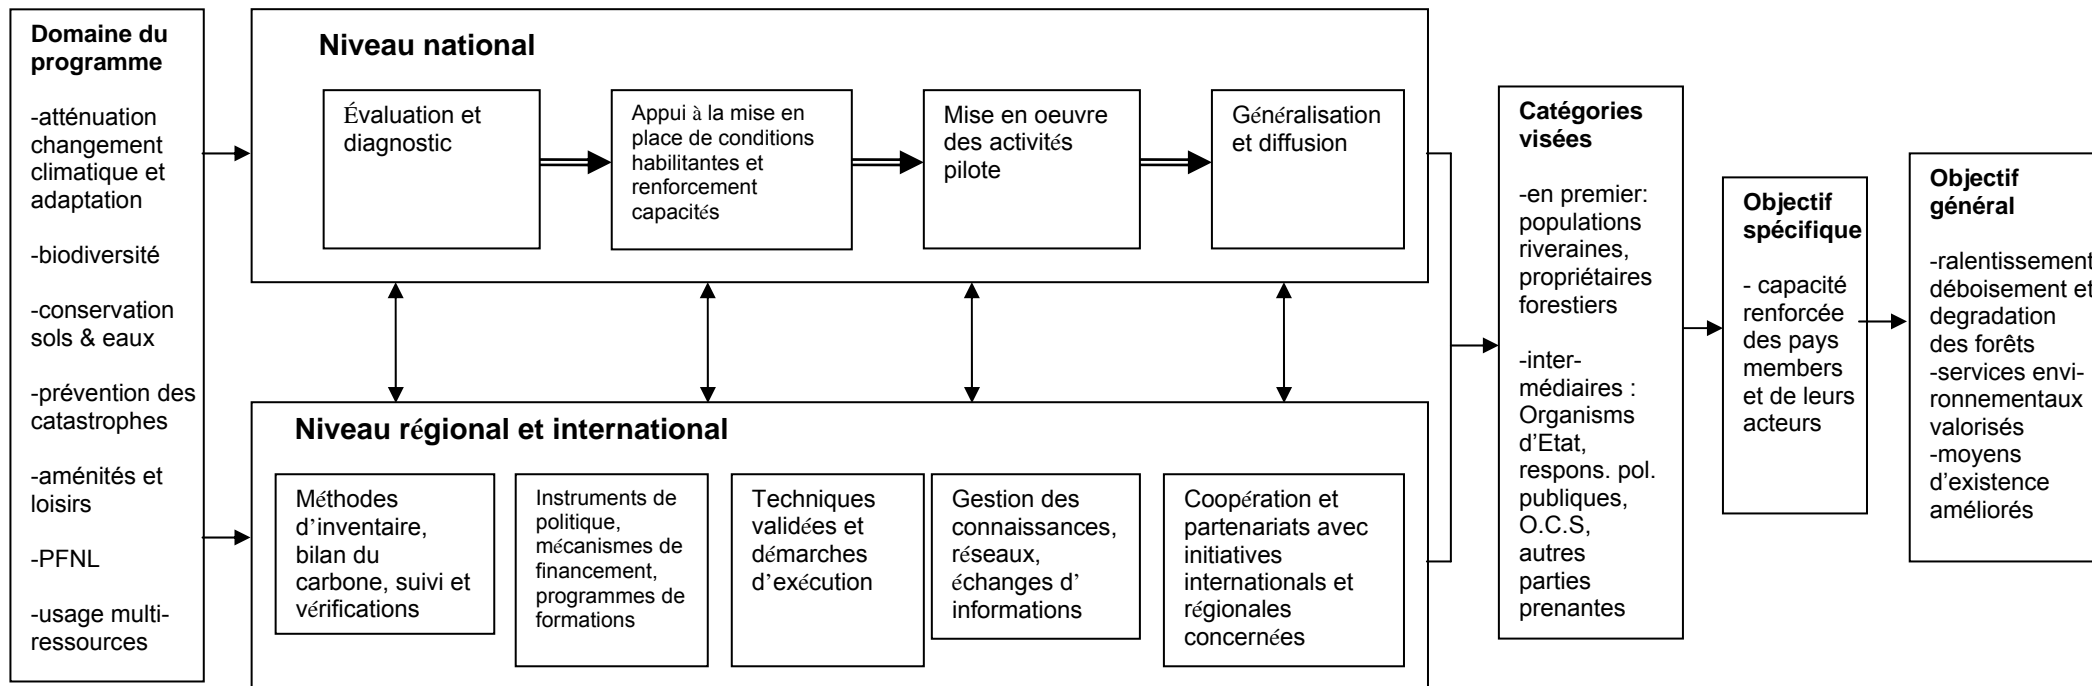 Domaine du
programme
-atténuation
changement
climatique et
adaptation
-biodiversité
-conservation
sols & eaux
-prévention des
catastrophes
-aménités et
loisirs
-PFNL
-usage multi-
ressources
Niveau national
Évaluation et
diagnostic
Appui à la mise en
place de conditions
habilitantes et
renforcement
capacités
Mise en oeuvre
des activités
pilote
Généralisation
et diffusion
Niveau régional et international
Méthodes
d’inventaire,
bilan du
carbone, suivi et
vérifications
Instruments de
politique,
mécanismes de
financement,
programmes de
formations
Techniques
validées et
démarches
d’exécution
Gestion des
connaissances,
réseaux,
échanges d’
informations
Coopération et
partenariats avec
initiatives
internationals et
régionales
concernées
Catégories
visées
-en premier:
populations
riveraines,
propriétaires
forestiers
-inter-
médiaires :
Organisms
d’Etat,
respons. pol.
publiques,
O.C.S,
autres
parties
prenantes
Objectif
spécifique
- capacité
renforcée
des pays
members
et de leurs
acteurs
Objectif
général
-ralentissement
déboisement et
degradation
des forêts
-services envi-
ronnementaux
valorisés
-moyens
d’existence
améliorés